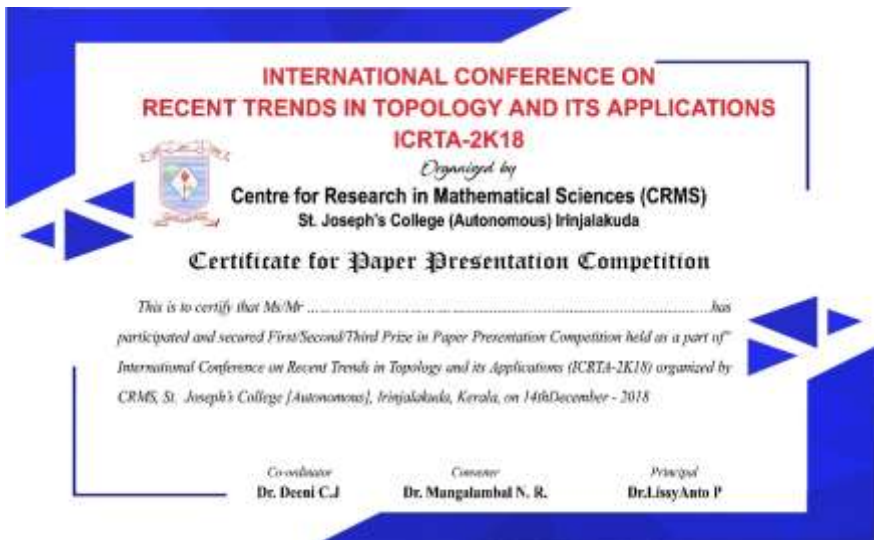 INTERNATIONAL CONFERENCE ON
RECENT TRENDS IN TOPOLOGY AND ITS APPLICATIONS
ICRTA-2K18
Organized by
Centre for Research in Mathematical Sciences (CRMS)
St. Joseph's College (Autonomous) Irinjalakuda
Certificate for Paper Presentation Competition
This is to certify that Ms/Mr ........................................................................has
participated and secured First/Second/Third Prize in Paper Presentation Competition held as a part of"
International Conference on Recent Trends in Topology and its Applications (ICRTA-2K18) organized by
CRMS, St. Joseph's College [Autonomous], Irinjalakuda, Kerala, on 14thDecember - 2018
Co-ordinator Convener Principal
Dr. Deeni C.J Dr. Mangalambal N. R. Dr.LissyAnto P